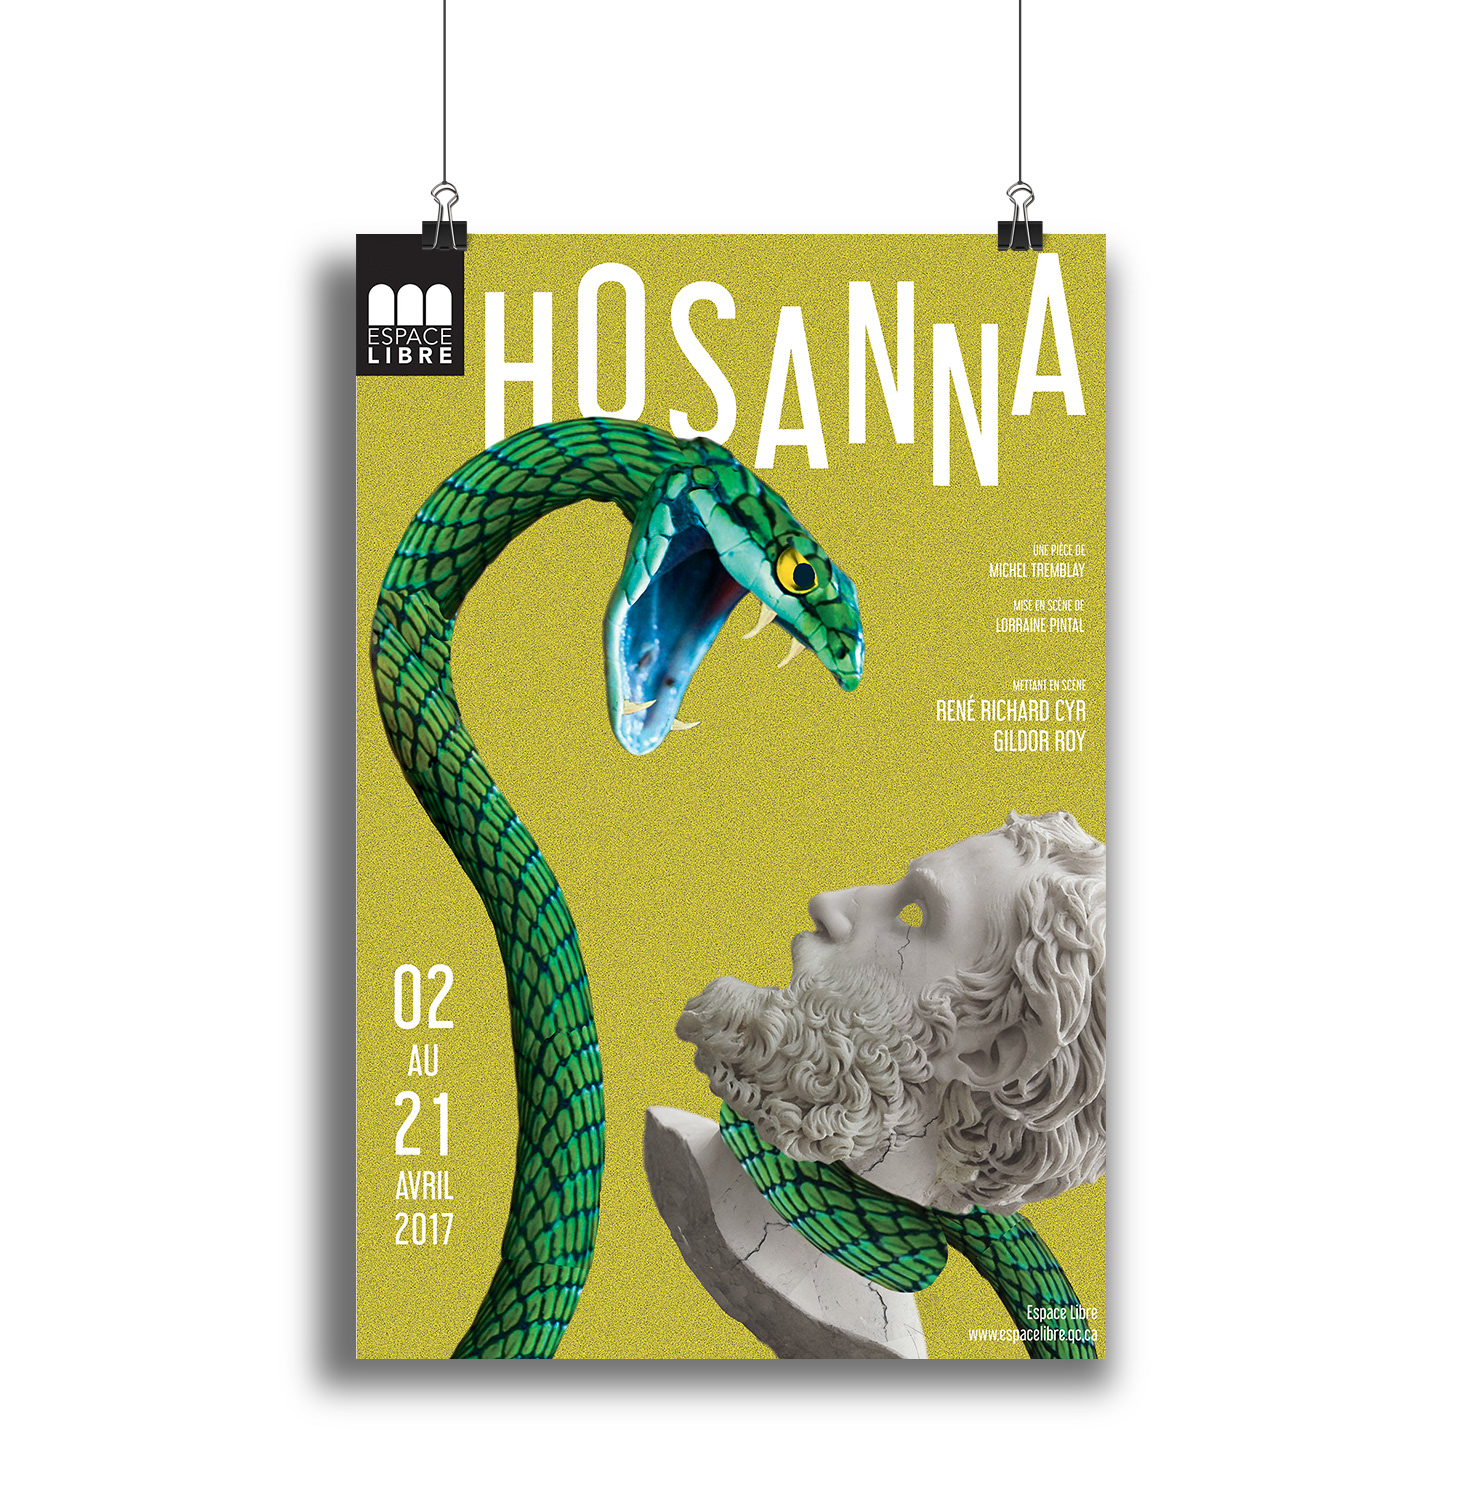 ESPACE
LIBRE
HOSANNA
UNE PIÈCE DE
MICHEL TREMBLAY
MISE EN SCÈNE DE
LORRAINE PINTAL
METTANT EN SCÈNE
RENÉ RICHARD CYR
GILDOR ROY
02
AU
21
AVRIL
2017
Espace Libre
www.espacelibre.qc.ca